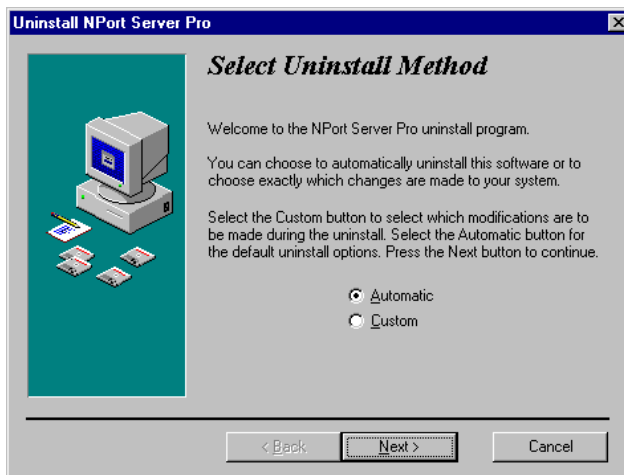 Uninstall NPort Server Pro
Select Uninstall Method
Welcome to the NPort Server Pro uninstall program.
You can choose to automatically uninstall this software or to
choose exactly which changes are made to your system.
Select the Custom button to select which modifications are to
be made during the uninstall. Select the Automatic button for
the default uninstall options. Press the Next button to continue.
Automatic
Custom
< Back
Next >
Cancel